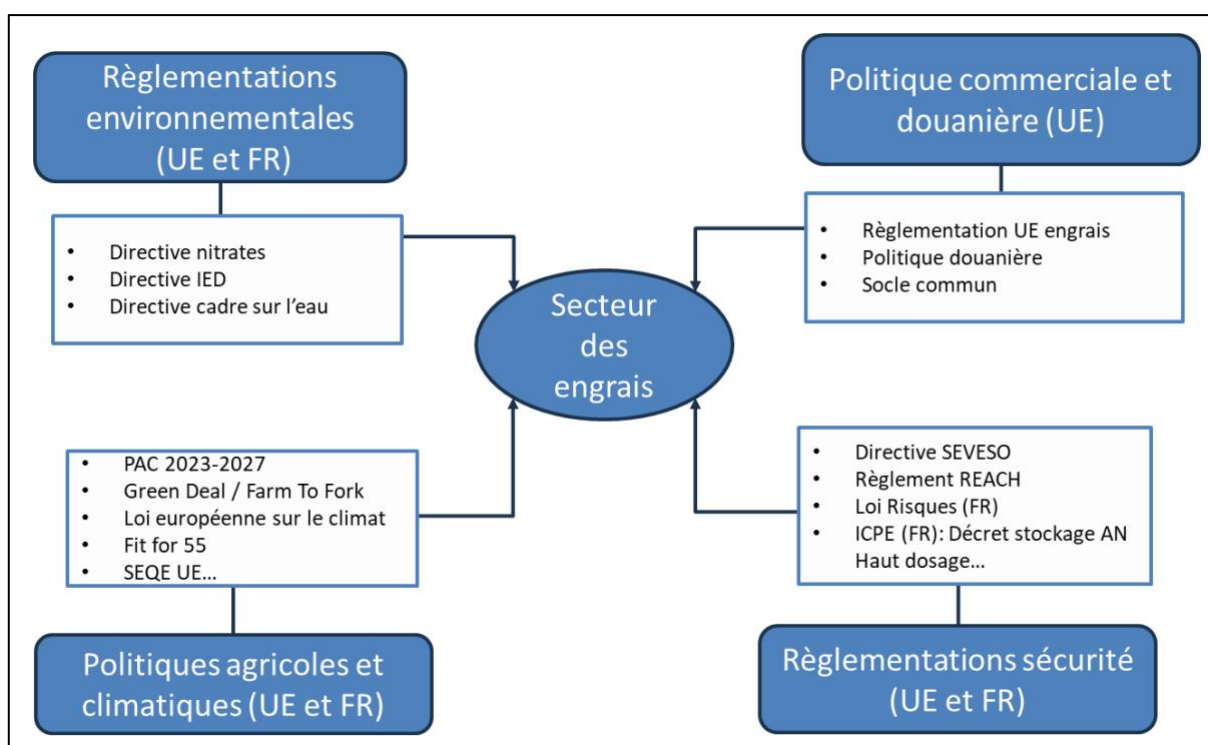 Règlementations
environnementales
(UE et FR)
• Directive nitrates
• Directive IED
• Directive cadre sur l'eau
Politique commerciale et
douanière (UE)
• Règlementation UE engrais
• Politique douanière
• Socle commun
Secteur
des
engrais
• PAC 2023-2027
• Green Deal / Farm To Fork
• Loi européenne sur le climat
• Fit for 55
• SEQE UE…
Politiques agricoles et
climatiques (UE et FR)
• Directive SEVESO
• Règlement REACH
• Loi Risques (FR)
• ICPE (FR): Décret stockage AN
Haut dosage…
Règlementations sécurité
(UE et FR)